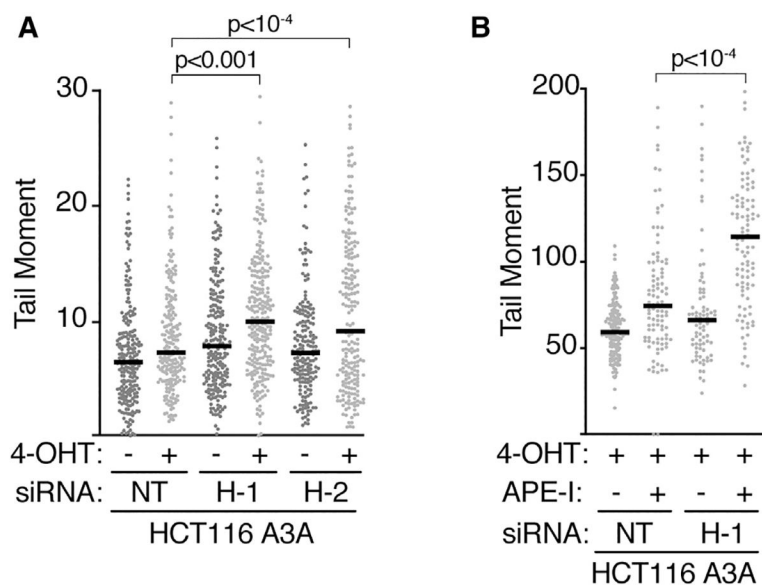 A
p<10-4
p<0.001
30
20
10
Tail Moment
4-OHT: - + - + - +
siRNA: NT H-1 H-2
HCT116 A3A
B
p<10-4
200
150
100
50
Tail Moment
4-OHT: + + + +
APE-I: - + - +
siRNA: NT H-1
HCT116 A3A